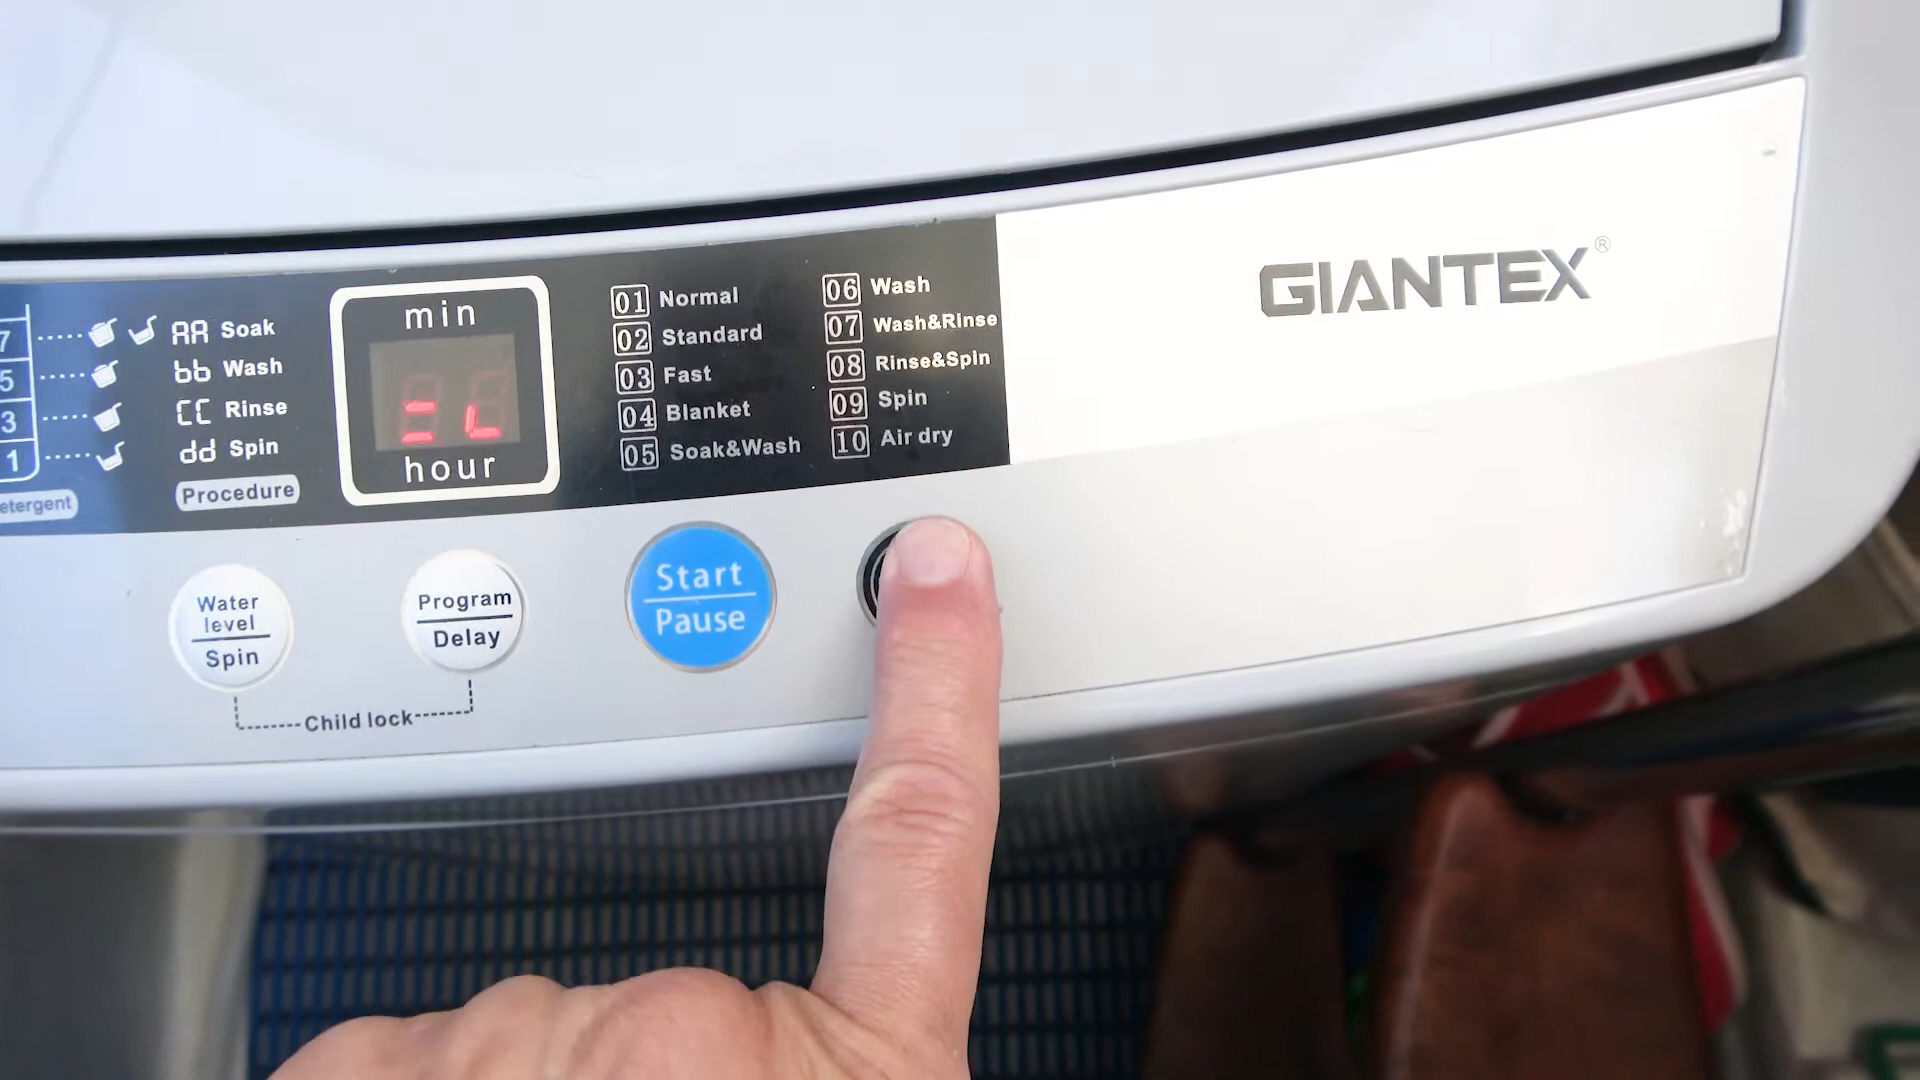 min
hour
7
5
3
1
etergent
AA Soak
bb Wash
CC Rinse
dd Spin
Procedure
01 Normal
02 Standard
03 Fast
04 Blanket
05 Soak&Wash
06 Wash
07 Wash&Rinse
08 Rinse&Spin
09 Spin
10 Air dry
GIANTEX®
Water
level
Spin
Program
Delay
Start
Pause
Child lock